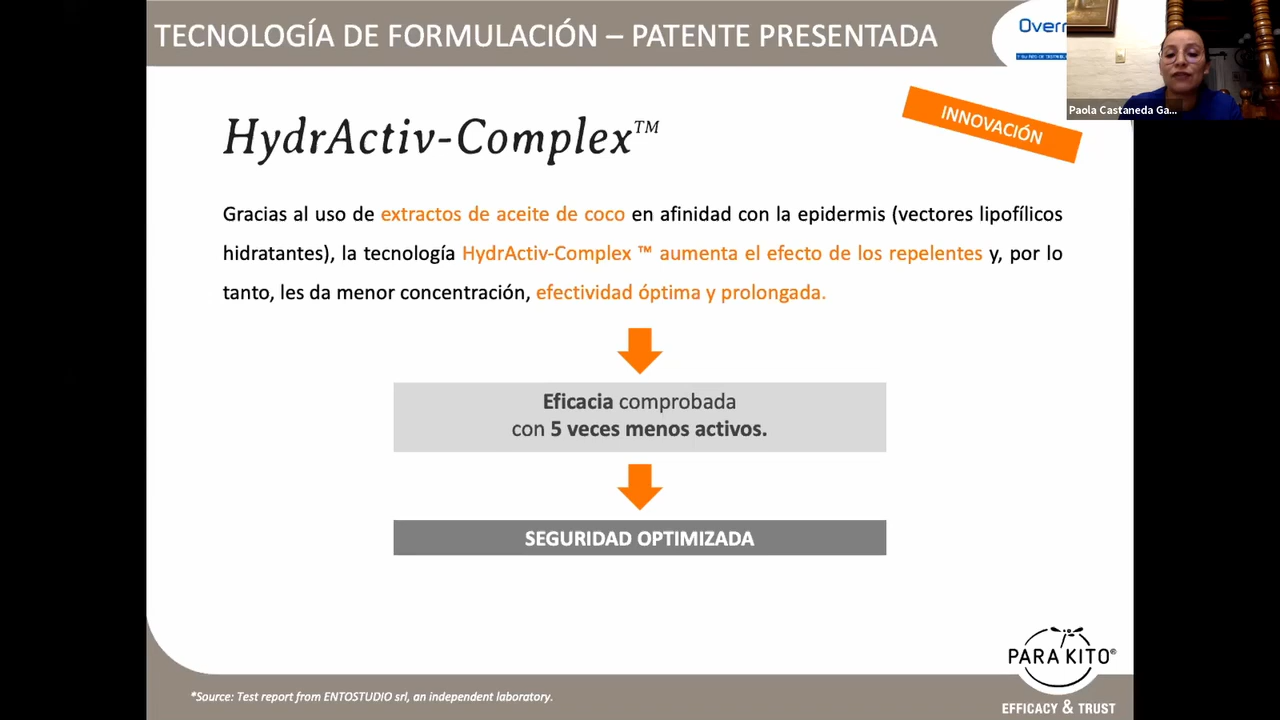 TECNOLOGÍA DE FORMULACIÓN – PATENTE PRESENTADA
Overm
Paola Castaneda Ga...
INNOVACIÓN
HydrActiv-Complex™
Gracias al uso de extractos de aceite de coco en afinidad con la epidermis (vectores lipofílicos
hidratantes), la tecnología HydrActiv-Complex ™ aumenta el efecto de los repelentes y, por lo
tanto, les da menor concentración, efectividad óptima y prolongada.
Eficacia comprobada
con 5 veces menos activos.
SEGURIDAD OPTIMIZADA
PARA KITO®
EFFICACY & TRUST
*Source: Test report from ENTOSTUDIO srl, an independent laboratory.